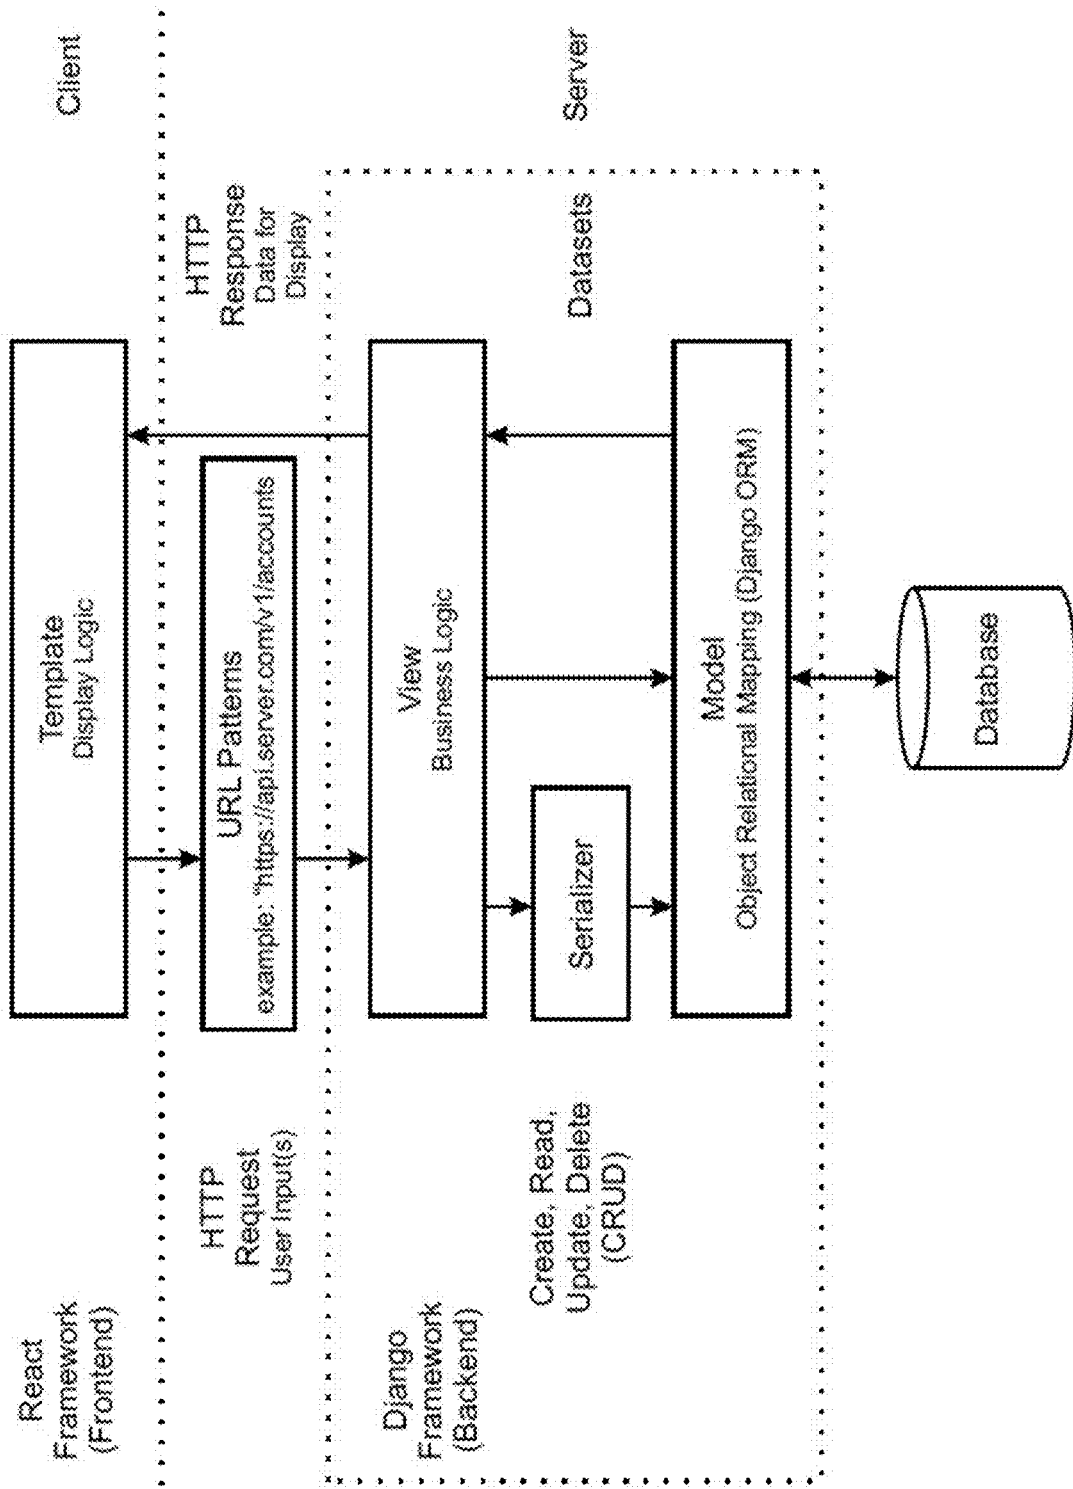 React
Framework
(Frontend)
Template
Display Logic
Client
HTTP
Request
User Input(s)
URL Patterns
example: "https://api.server.com/v1/accounts
HTTP
Response
Data for
Display
Django
Framework
(Backend)
View
Business Logic
Create, Read,
Update, Delete
(CRUD)
Serializer
Datasets
Server
Model
Object Relational Mapping (Django ORM)
Database